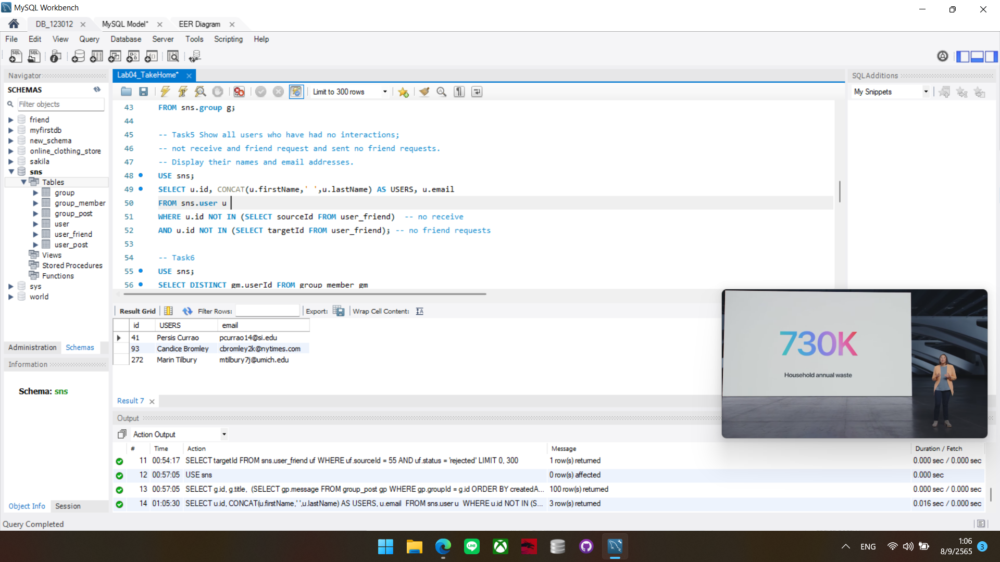 MySQL Workbench
DB_123012
MySQL Model*
EER Diagram
File Edit View Query Database Server Tools Scripting Help
Navigator
SCHEMAS
Filter objects
friend
myfirstdb
new_schema
online_clothing_store
sakila
sns
Tables
group
group_member
group_post
user
user_friend
user_post
Views
Stored Procedures
Functions
sys
world
Administration Schemas
Information
Schema: sns
Object Info Session
Query Completed
Lab04_TakeHome*
Limit to 300 rows
43 FROM sns.group g;
44
45 -- Task5 Show all users who have had no interactions;
46 -- not receive and friend request and sent no friend requests.
47 -- Display their names and email addresses.
48 USE sns;
49 SELECT u.id, CONCAT(u.firstName,' ',u.lastName) AS USERS, u.email
50 FROM sns.user u
51 WHERE u.id NOT IN (SELECT sourceId FROM user_friend) -- no receive
52 AND u.id NOT IN (SELECT targetId FROM user_friend); -- no friend requests
53
54 -- Task6
55 USE sns;
56 SELECT DISTINCT gm.userId FROM group_member gm
Result Grid Filter Rows: Export: Wrap Cell Content:
id USERS email
41 Persis Currao pcurrao14@si.edu
93 Candice Bromley cbromley2k@nytimes.com
272 Marin Tilbury mtilbury7j@umich.edu
Result 7
Output
Action Output
# Time Action Message Duration / Fetch
11 00:54:17 SELECT targetId FROM sns.user_friend uf WHERE uf.sourceId = 55 AND uf.status = 'rejected' LIMIT 0, 300 1 row(s) returned 0.000 sec / 0.000 sec
12 00:57:05 USE sns 0 row(s) affected 0.000 sec
13 00:57:05 SELECT g.id, g.title, (SELECT gp.message FROM group_post gp WHERE gp.groupId = g.id ORDER BY createdA... 100 row(s) returned 0.000 sec / 0.000 sec
14 01:05:30 SELECT u.id, CONCAT(u.firstName,' ',u.lastName) AS USERS, u.email FROM sns.user u WHERE u.id NOT IN (S... 3 row(s) returned 0.016 sec / 0.000 sec
SQLAdditions
My Snippets
730K
Household annual waste
LINE
ENG
1:06
8/9/2565
3